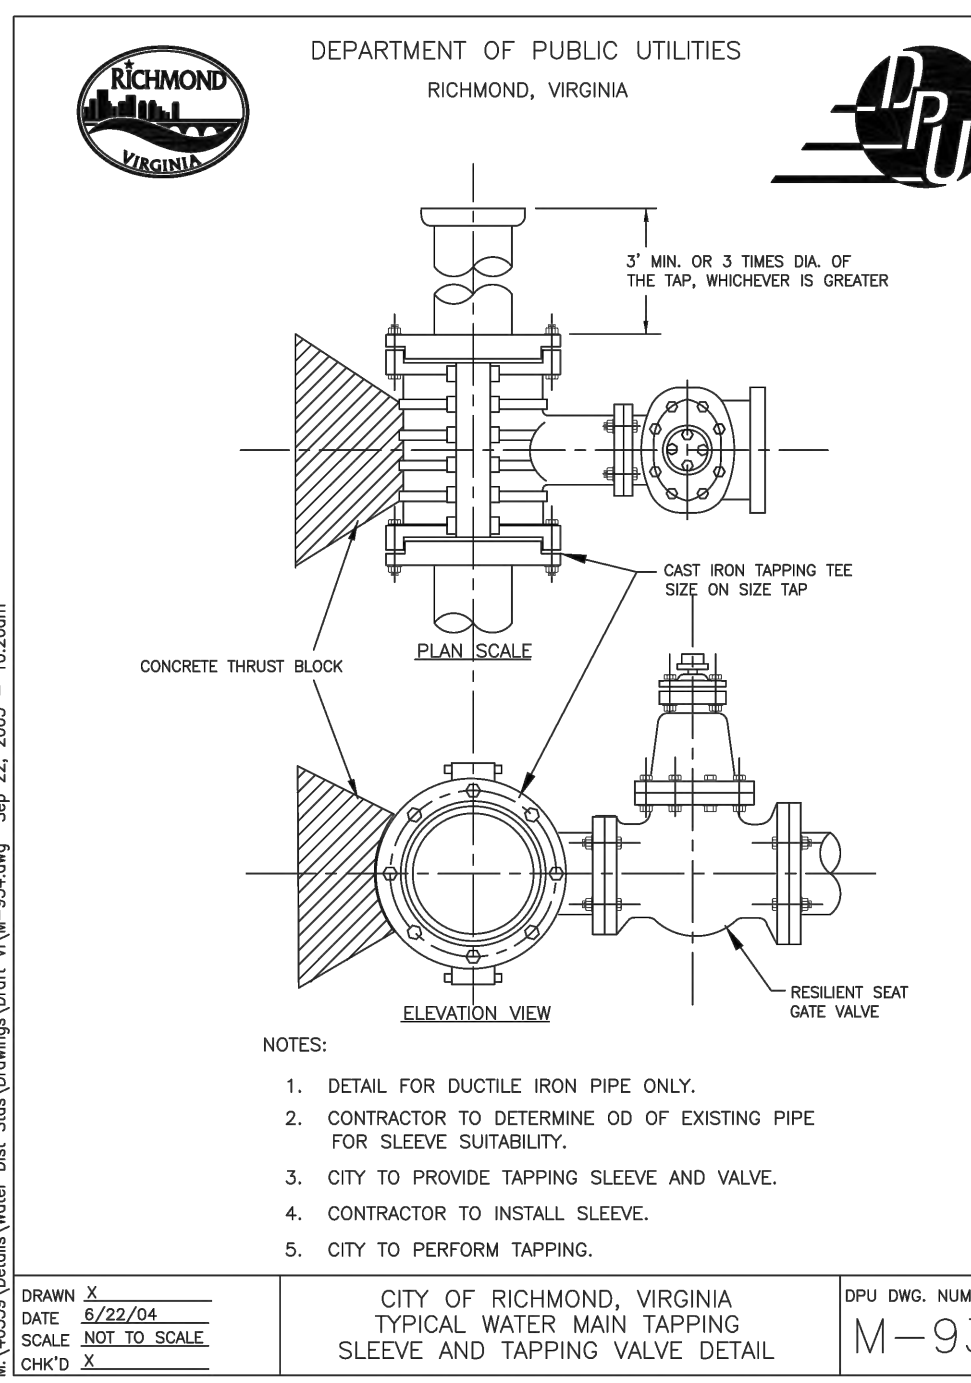 DEPARTMENT OF PUBLIC UTILITIES
RICHMOND, VIRGINIA
RICHMOND
VIRGINIA
DPU
3' MIN. OR 3 TIMES DIA. OF
THE TAP, WHICHEVER IS GREATER
CAST IRON TAPPING TEE
SIZE ON SIZE TAP
PLAN SCALE
CONCRETE THRUST BLOCK
RESILIENT SEAT
GATE VALVE
ELEVATION VIEW
NOTES:
1. DETAIL FOR DUCTILE IRON PIPE ONLY.
2. CONTRACTOR TO DETERMINE OD OF EXISTING PIPE
FOR SLEEVE SUITABILITY.
3. CITY TO PROVIDE TAPPING SLEEVE AND VALVE.
4. CONTRACTOR TO INSTALL SLEEVE.
5. CITY TO PERFORM TAPPING.
DRAWN X
DATE 6/22/04
SCALE NOT TO SCALE
CHK'D X
CITY OF RICHMOND, VIRGINIA
TYPICAL WATER MAIN TAPPING
SLEEVE AND TAPPING VALVE DETAIL
DPU DWG. NUM
M-93